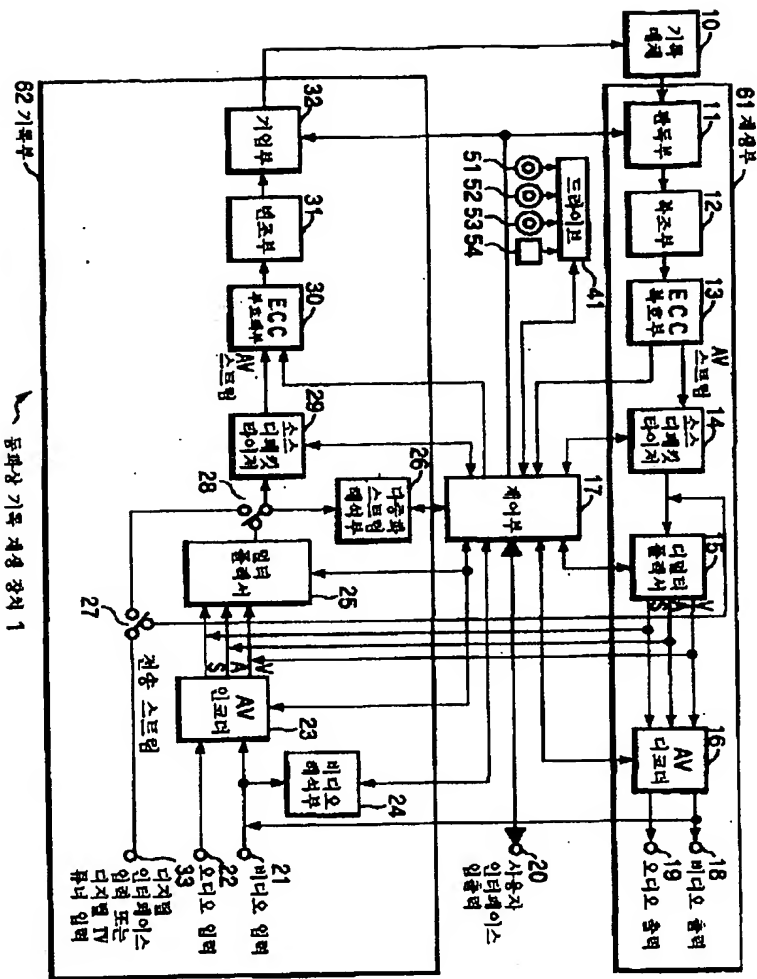 10
기록
매체
61 재생부
11
판독부
12
복조부
13
ECC
복호부
AV
스트림
14
소스
디패킷
타이저
15
디멀티
플렉서
V
A
S
16
AV
디코더
18
비디오 출력
19
오디오 출력
51
52
53
54
드라이브
41
17
제어부
20
사용자
인터페이스
입출력
62 기록부
32
기입부
31
변조부
30
ECC
부호화부
AV
스트림
29
소스
디패킷
타이저
28
26
다중화
스트림
해석부
25
멀티
플렉서
27
전송 스트림
V
A
S
23
AV
인코더
24
비디오
해석부
21
비디오 입력
22
오디오 입력
33
디지털
인터페이스
입력 또는
디지털 TV
튜너 입력
동화상 기록 재생 장치 1